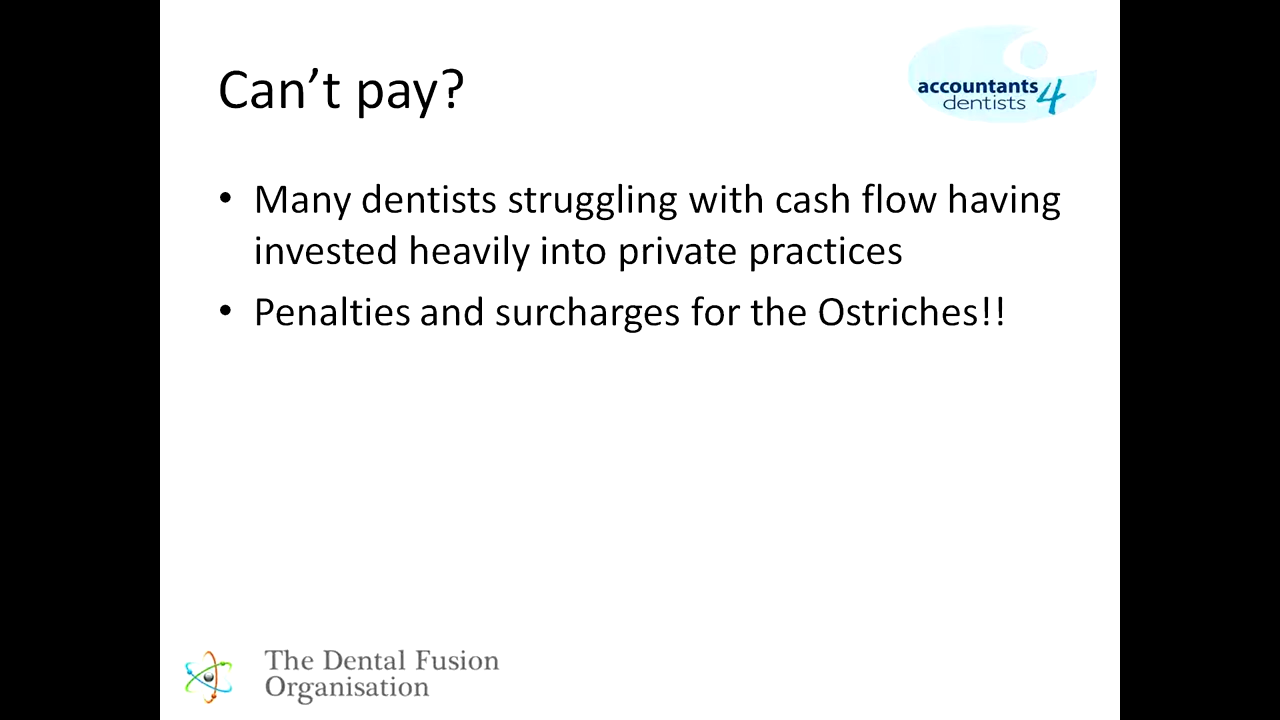 Can’t pay?
accountants 4
dentists
• Many dentists struggling with cash flow having
invested heavily into private practices
• Penalties and surcharges for the Ostriches!!
The Dental Fusion
Organisation